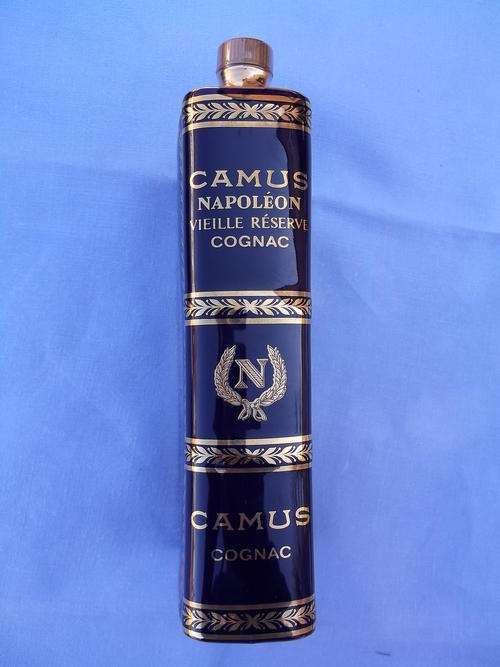 CAMUS
NAPOLÉON
VIEILLE RÉSERVE
COGNAC
N
CAMUS
COGNAC